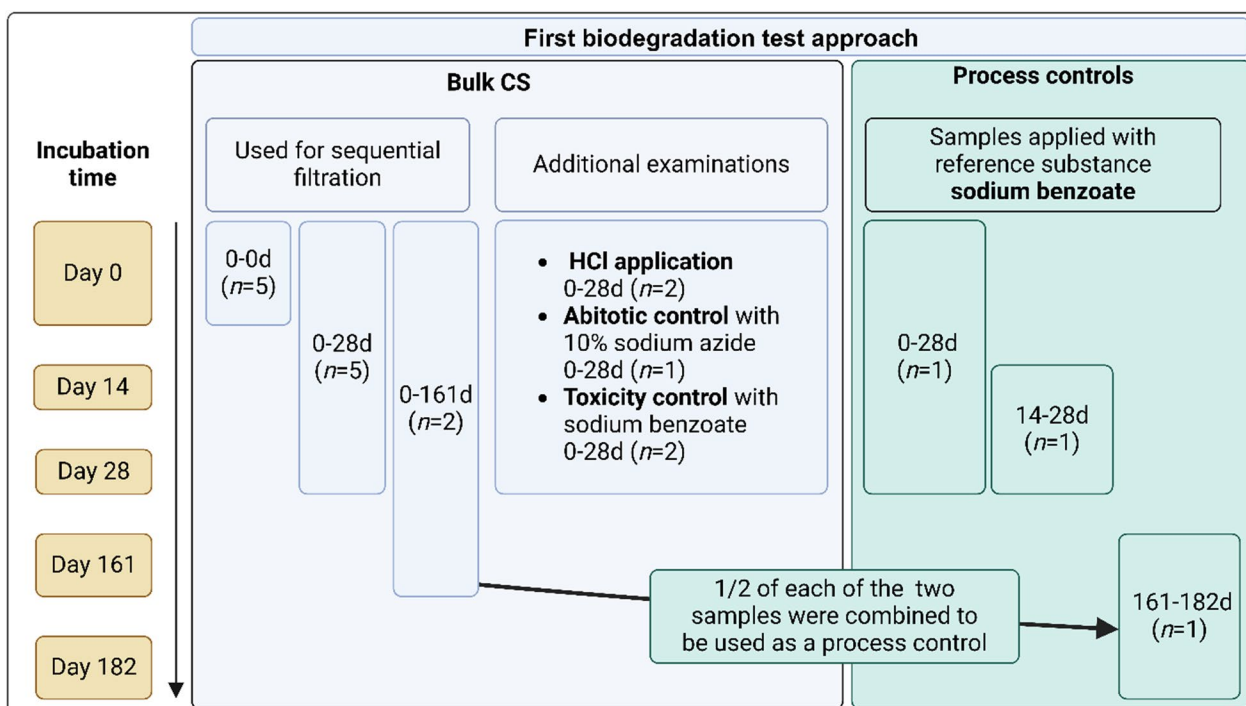 First biodegradation test approach
Bulk CS
Process controls
Incubation
time
Used for sequential
filtration
Additional examinations
Samples applied with
reference substance
sodium benzoate
Day 0
Day 14
Day 28
Day 161
Day 182
0-0d
(n=5)
0-28d
(n=5)
0-161d
(n=2)
• HCl application
0-28d (n=2)
• Abitotic control with
10% sodium azide
0-28d (n=1)
• Toxicity control with
sodium benzoate
0-28d (n=2)
0-28d
(n=1)
14-28d
(n=1)
1/2 of each of the two
samples were combined to
be used as a process control
161-182d
(n=1)